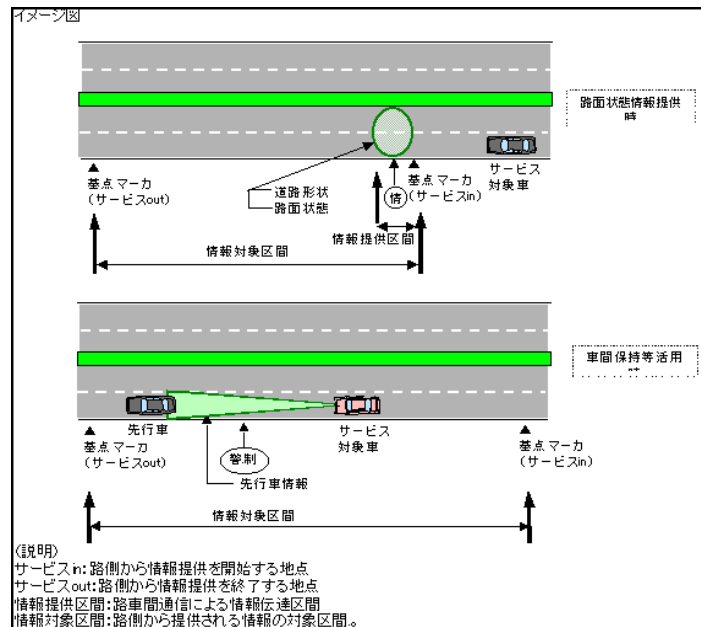 イメージ図
路面状態情報提供
時
基点マーカ
(サービスout)
道路形状
路面状態
情
基点マーカ
(サービスin)
サービス
対象車
情報提供区間
情報対象区間
車間保持等活用
先行車
基点マーカ
(サービスout)
警制
先行車情報
サービス
対象車
基点マーカ
(サービスin)
情報対象区間
(説明)
サービスin:路側から情報提供を開始する地点
サービスout:路側から情報提供を終了する地点
情報提供区間:路車間通信による情報伝達区間
情報対象区間:路側から提供される情報の対象区間。